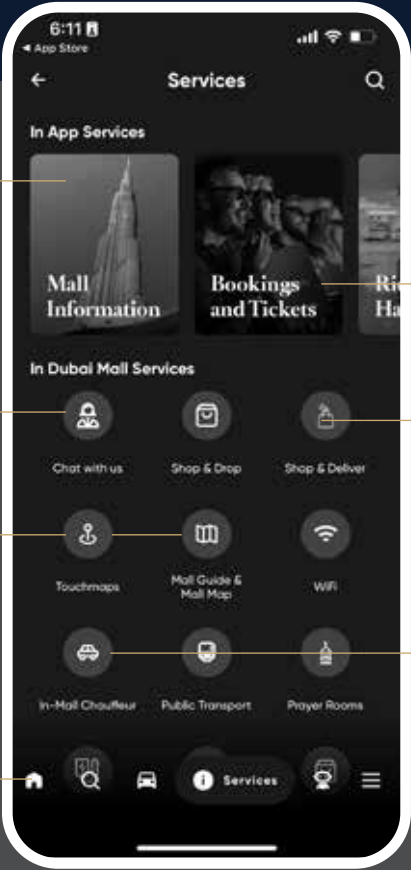 6:11
◀ App Store
Services
In App Services
Mall
Information
Bookings
and Tickets
In Dubai Mall Services
Chat with us
Shop & Drop
Shop & Deliver
Touchmaps
Mall Guide &
Mall Map
WiFi
In-Mall Chauffeur
Public Transport
Prayer Rooms
Services